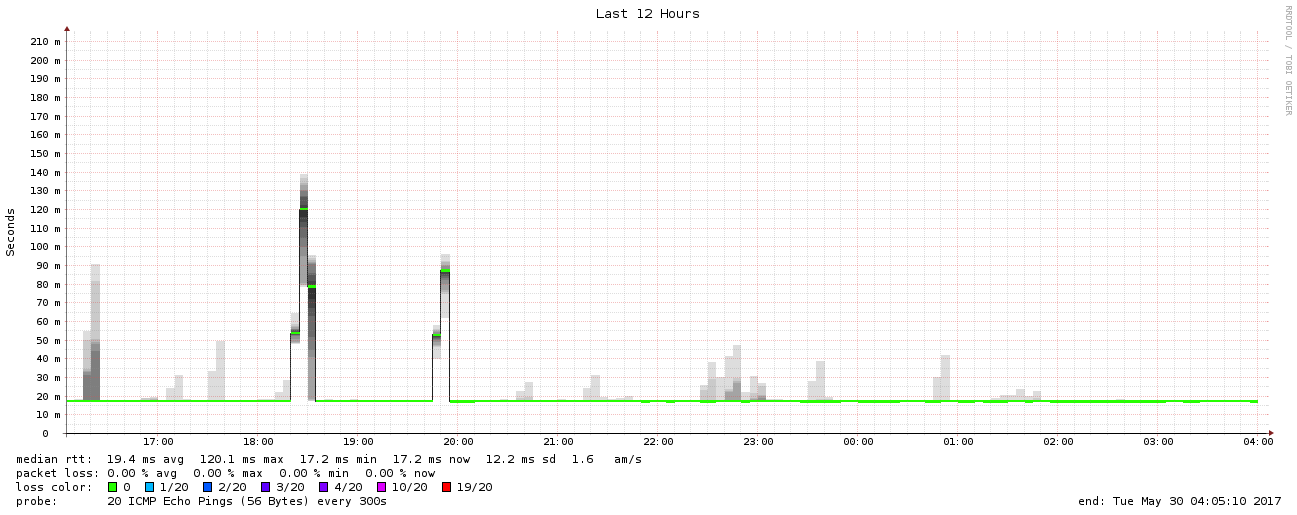 Last 12 Hours
RRDTOOL / TOBI OETIKER
Seconds
210 m
200 m
190 m
180 m
170 m
160 m
150 m
140 m
130 m
120 m
110 m
100 m
90 m
80 m
70 m
60 m
50 m
40 m
30 m
20 m
10 m
0
17:00 18:00 19:00 20:00 21:00 22:00 23:00 00:00 01:00 02:00 03:00 04:00
median rtt: 19.4 ms avg 120.1 ms max 17.2 ms min 17.2 ms now 12.2 ms sd 1.6 am/s
packet loss: 0.00 % avg 0.00 % max 0.00 % min 0.00 % now
loss color: 0 1/20 2/20 3/20 4/20 10/20 19/20
probe: 20 ICMP Echo Pings (56 Bytes) every 300s end: Tue May 30 04:05:10 2017